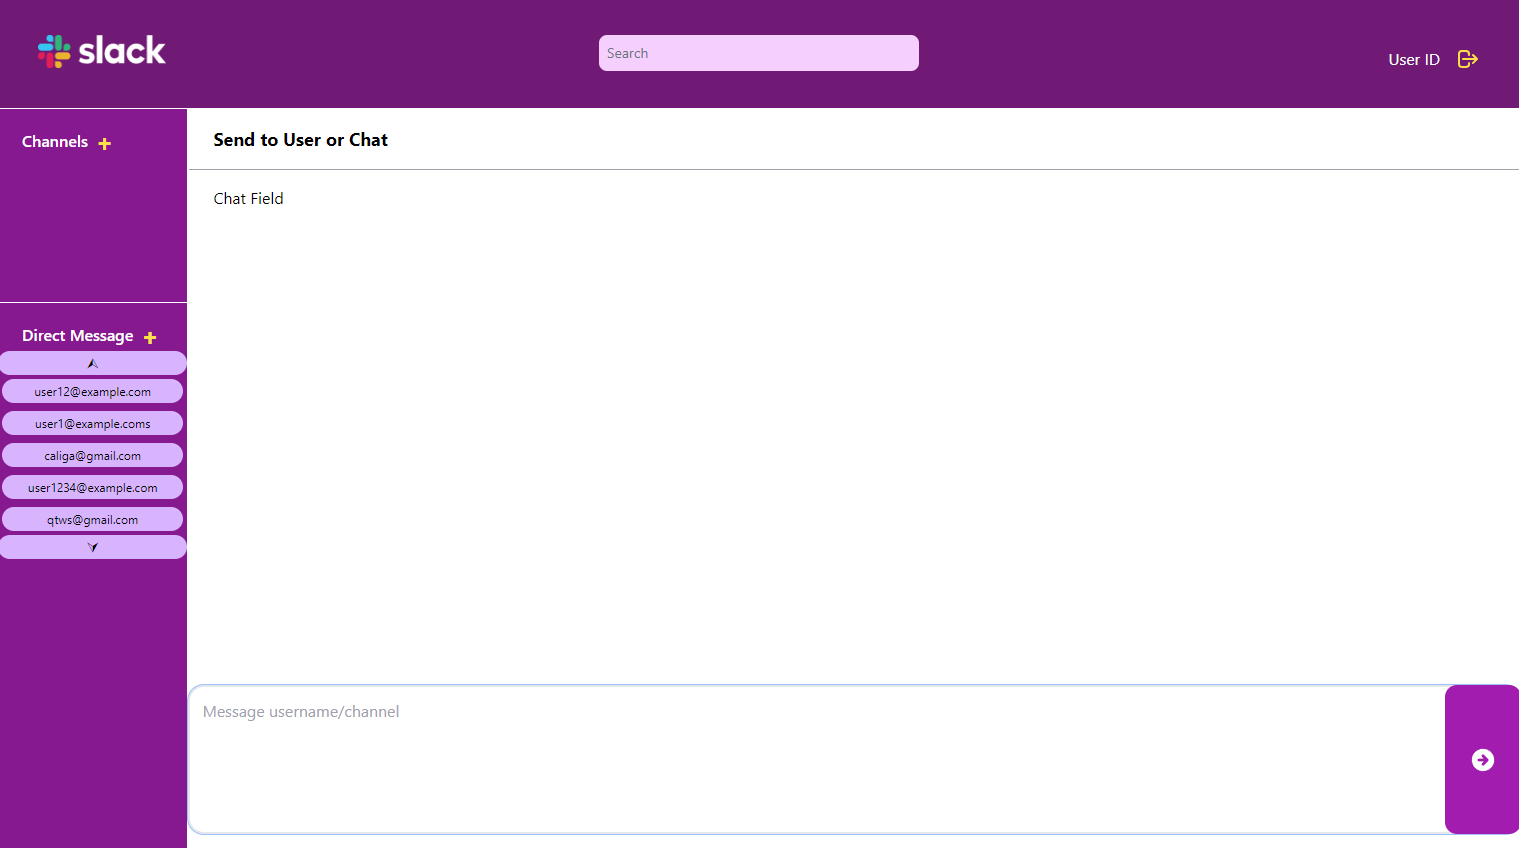 slack
Search
User ID
Channels
Send to User or Chat
Chat Field
Direct Message
user12@example.com
user1@example.coms
caliga@gmail.com
user1234@example.com
qtws@gmail.com
Message username/channel